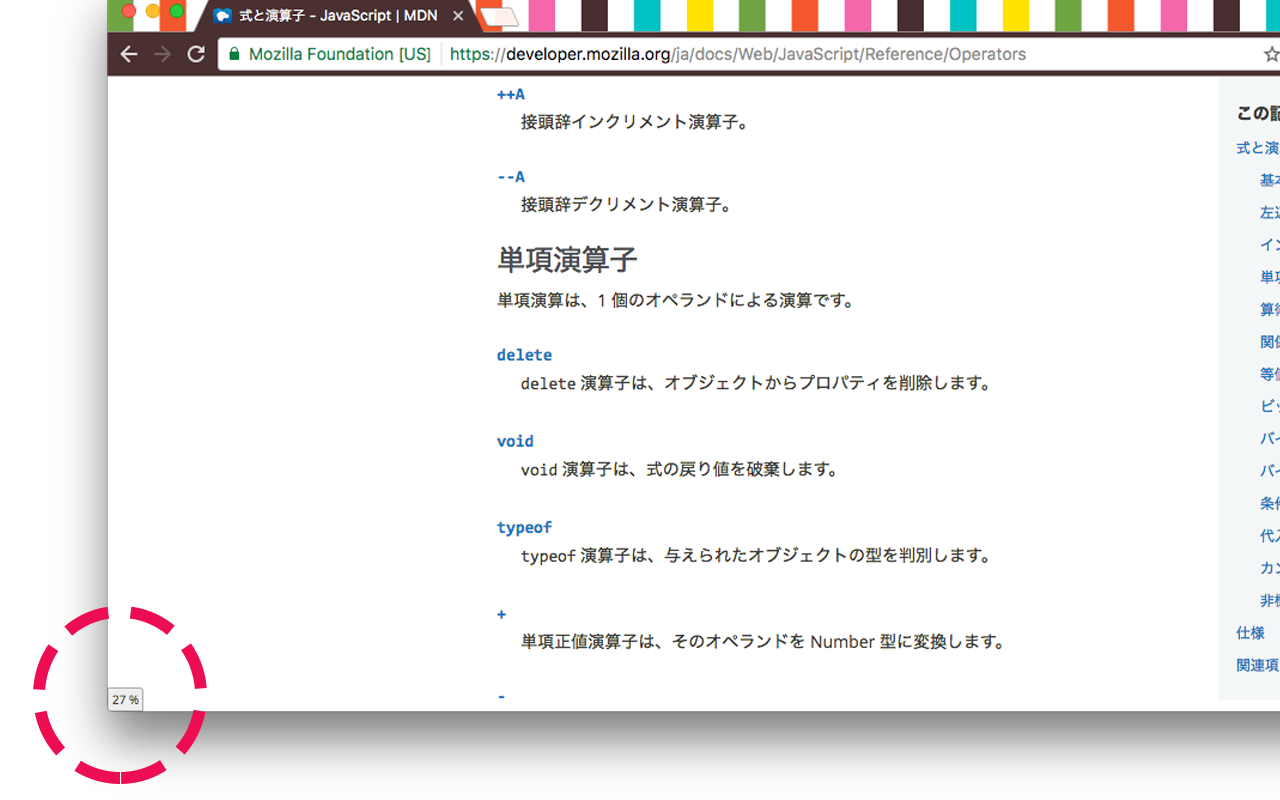 式と演算子 - JavaScript | MDN
Mozilla Foundation [US] https://developer.mozilla.org/ja/docs/Web/JavaScript/Reference/Operators
++A
接頭辞インクリメント演算子。
--A
接頭辞デクリメント演算子。
単項演算子
単項演算は、1 個のオペランドによる演算です。
delete
delete 演算子は、オブジェクトからプロパティを削除します。
void
void 演算子は、式の戻り値を破棄します。
typeof
typeof 演算子は、与えられたオブジェクトの型を判別します。
+
単項正値演算子は、そのオペランドを Number 型に変換します。
-
27 %
この記
式と演
基本
左辺
イン
単項
算術
関係
等値
ビッ
バイ
バイ
条件
代入
カン
非標
仕様
関連項